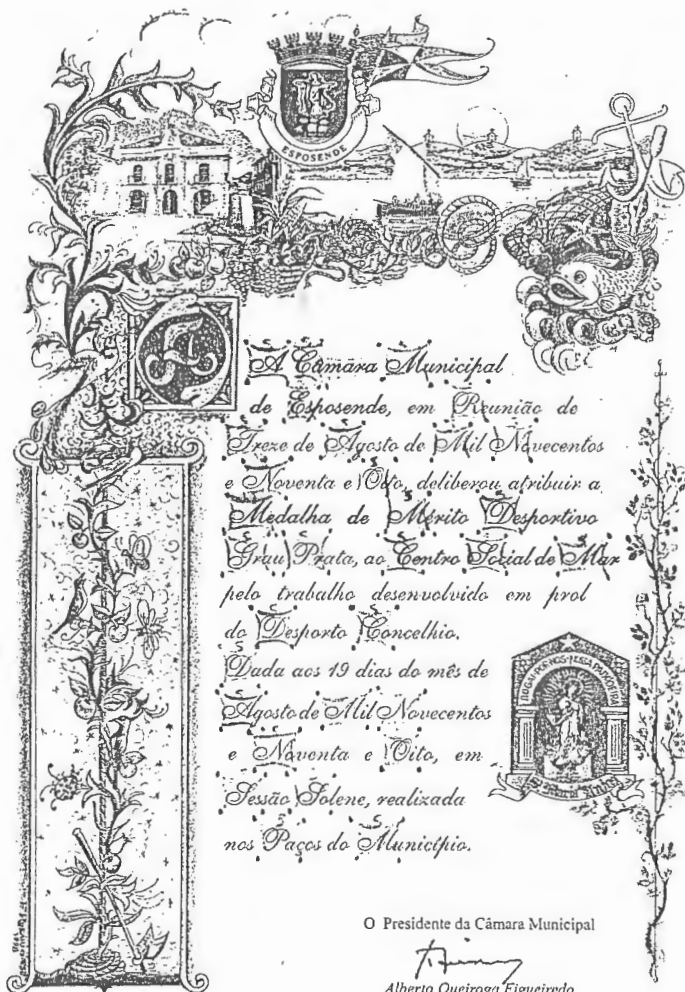 ESPOSENDE
A Câmara Municipal
de Esposende, em Reunião de
Treze de Agosto de Mil Novecentos
e Noventa e Oito, deliberou atribuir a
Medalha de Mérito Desportivo
Grau Prata, ao Centro Social de Mar
pelo trabalho desenvolvido em prol
do Desporto Concelhio.
Dada aos 19 dias do mês de
Agosto de Mil Novecentos
e Noventa e Oito, em
Sessão Solene, realizada
nos Paços do Município.
S. Maria
O Presidente da Câmara Municipal
Alberto Queiroga Figueiredo